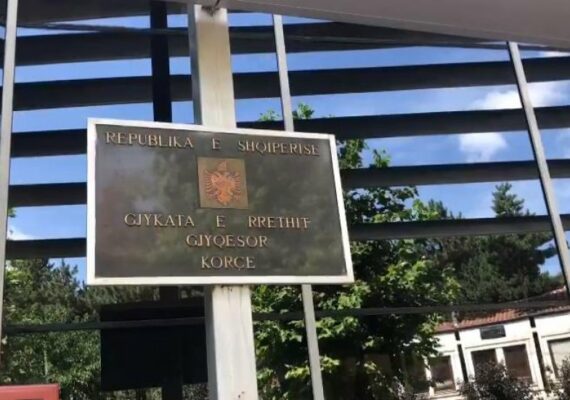 REPUBLIKA E SHQIPERISE
GJYKATA E RRETHIT
GJYQESOR
KORÇE